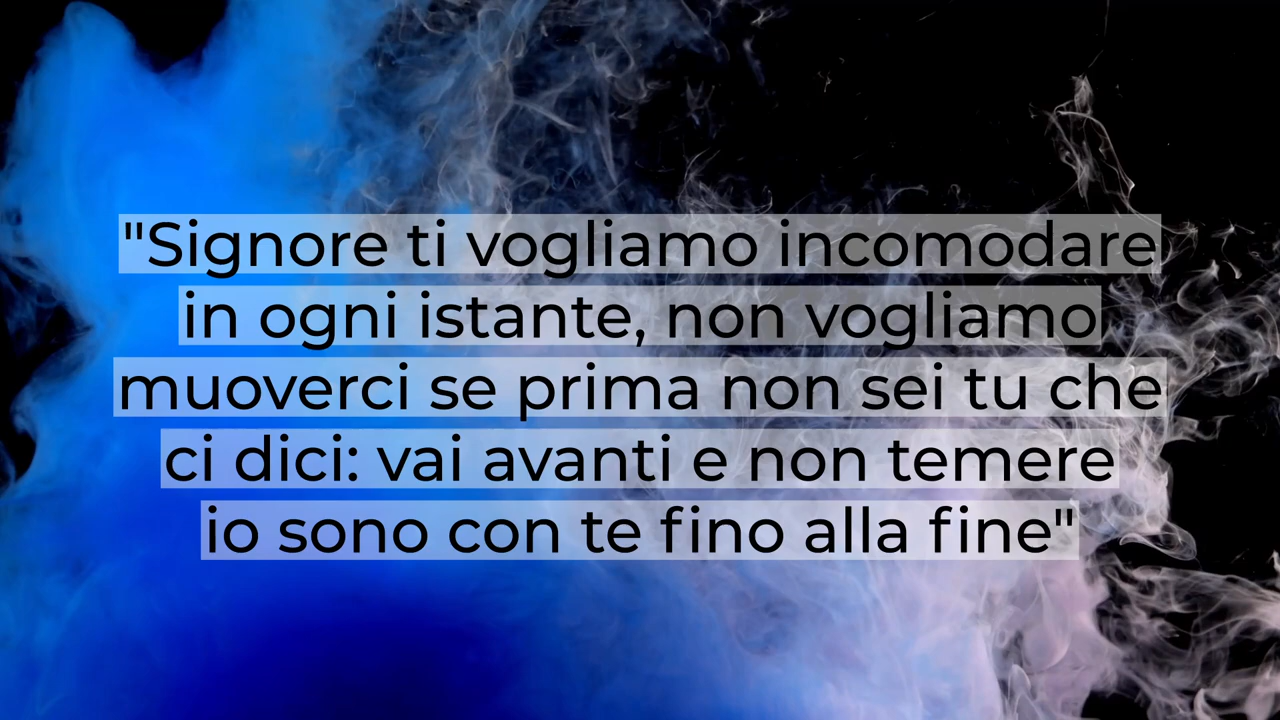 "Signore ti vogliamo incomodare
in ogni istante, non vogliamo
muoverci se prima non sei tu che
ci dici: vai avanti e non temere
io sono con te fino alla fine"